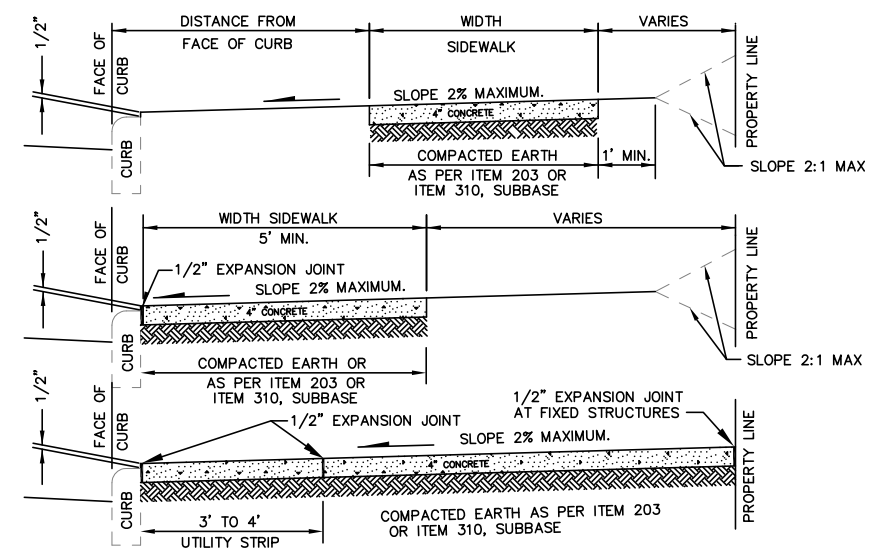 1/2"
FACE OF
CURB
DISTANCE FROM
FACE OF CURB
WIDTH
SIDEWALK
VARIES
PROPERTY LINE
SLOPE 2% MAXIMUM.
4" CONCRETE
CURB
COMPACTED EARTH
AS PER ITEM 203 OR
ITEM 310, SUBBASE
1' MIN.
SLOPE 2:1 MAX
1/2"
FACE OF
CURB
WIDTH SIDEWALK
5' MIN.
VARIES
PROPERTY LINE
1/2" EXPANSION JOINT
SLOPE 2% MAXIMUM.
4" CONCRETE
CURB
COMPACTED EARTH OR
AS PER ITEM 203 OR
ITEM 310, SUBBASE
SLOPE 2:1 MAX
1/2"
FACE OF
CURB
1/2" EXPANSION JOINT
1/2" EXPANSION JOINT
AT FIXED STRUCTURES
SLOPE 2% MAXIMUM.
PROPERTY LINE
4" CONCRETE
CURB
3' TO 4'
UTILITY STRIP
COMPACTED EARTH AS PER ITEM 203
OR ITEM 310, SUBBASE